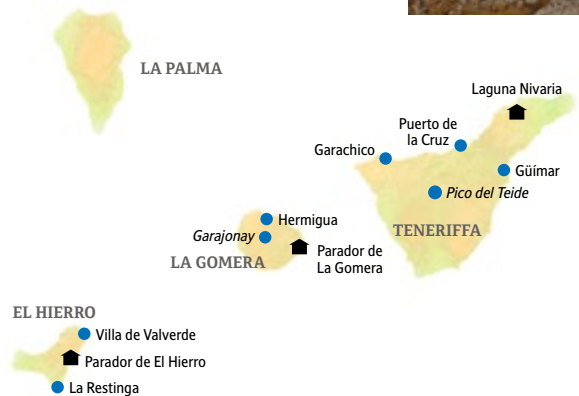 LA PALMA
Laguna Nivaria
Puerto de
la Cruz
Garachico
Güímar
Pico del Teide
TENERIFFA
Hermigua
Garajonay
Parador de
La Gomera
LA GOMERA
EL HIERRO
Villa de Valverde
Parador de El Hierro
La Restinga